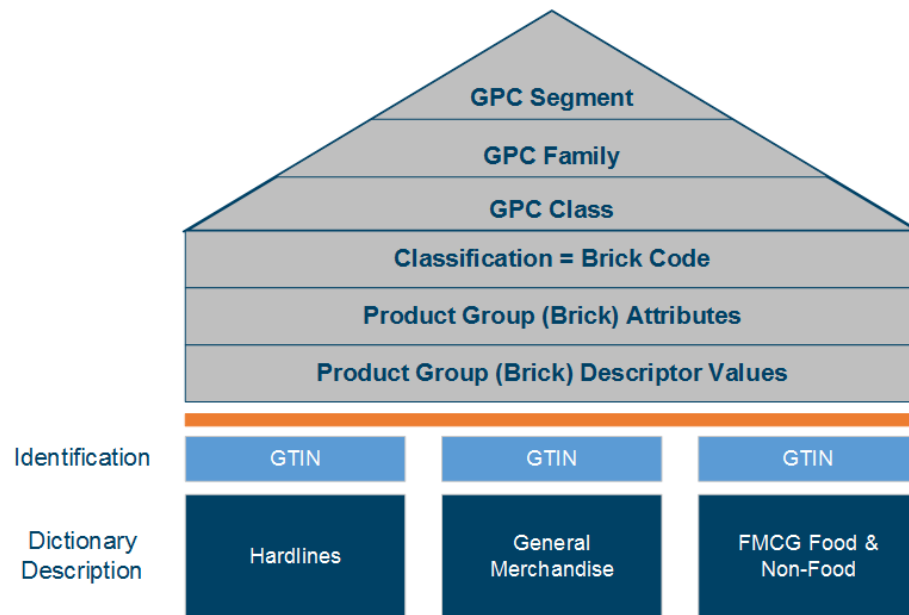 GPC Segment
GPC Family
GPC Class
Classification = Brick Code
Product Group (Brick) Attributes
Product Group (Brick) Descriptor Values
Identification
GTIN
GTIN
GTIN
Dictionary
Description
Hardlines
General
Merchandise
FMCG Food &
Non-Food